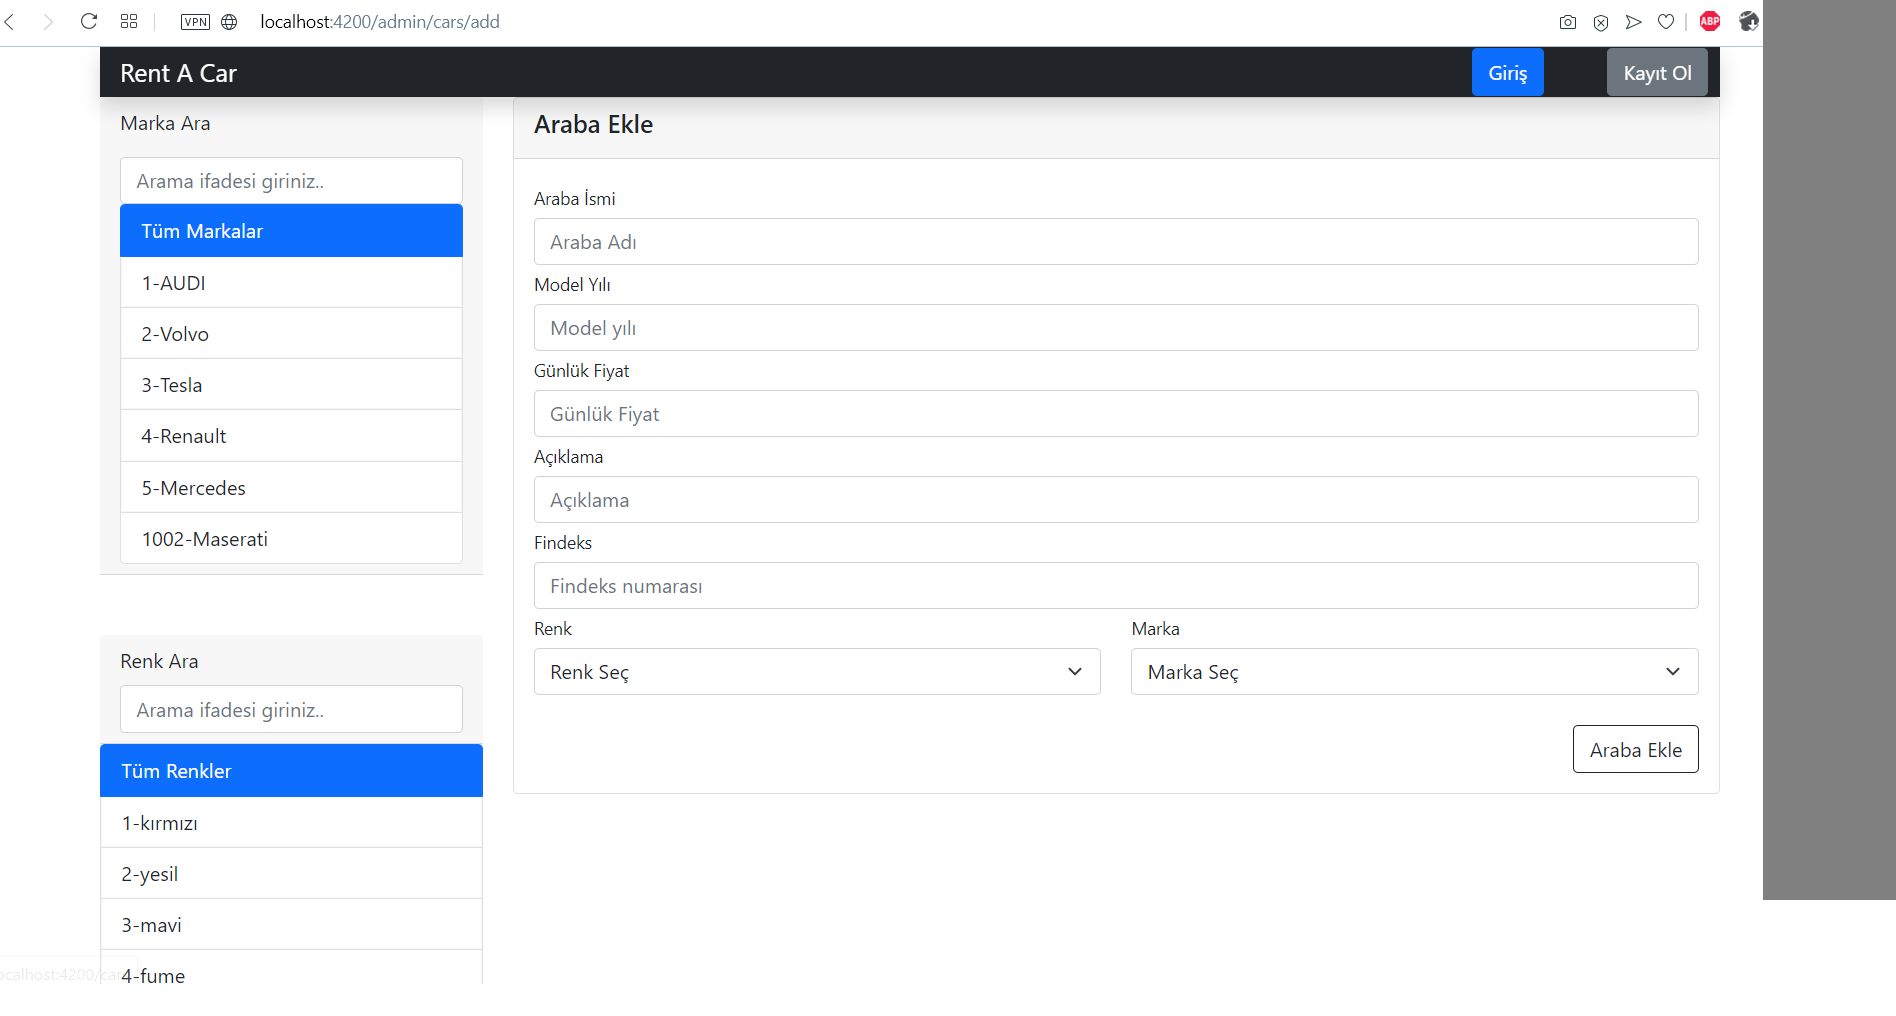 VPN localhost:4200/admin/cars/add ABP
Rent A Car
Giriş
Kayıt Ol
Marka Ara
Arama ifadesi giriniz..
Tüm Markalar
1-AUDI
2-Volvo
3-Tesla
4-Renault
5-Mercedes
1002-Maserati
Renk Ara
Arama ifadesi giriniz..
Tüm Renkler
1-kırmızı
2-yesil
3-mavi
4-fume
Araba Ekle
Araba İsmi
Araba Adı
Model Yılı
Model yılı
Günlük Fiyat
Günlük Fiyat
Açıklama
Açıklama
Findeks
Findeks numarası
Renk
Renk Seç
Marka
Marka Seç
Araba Ekle